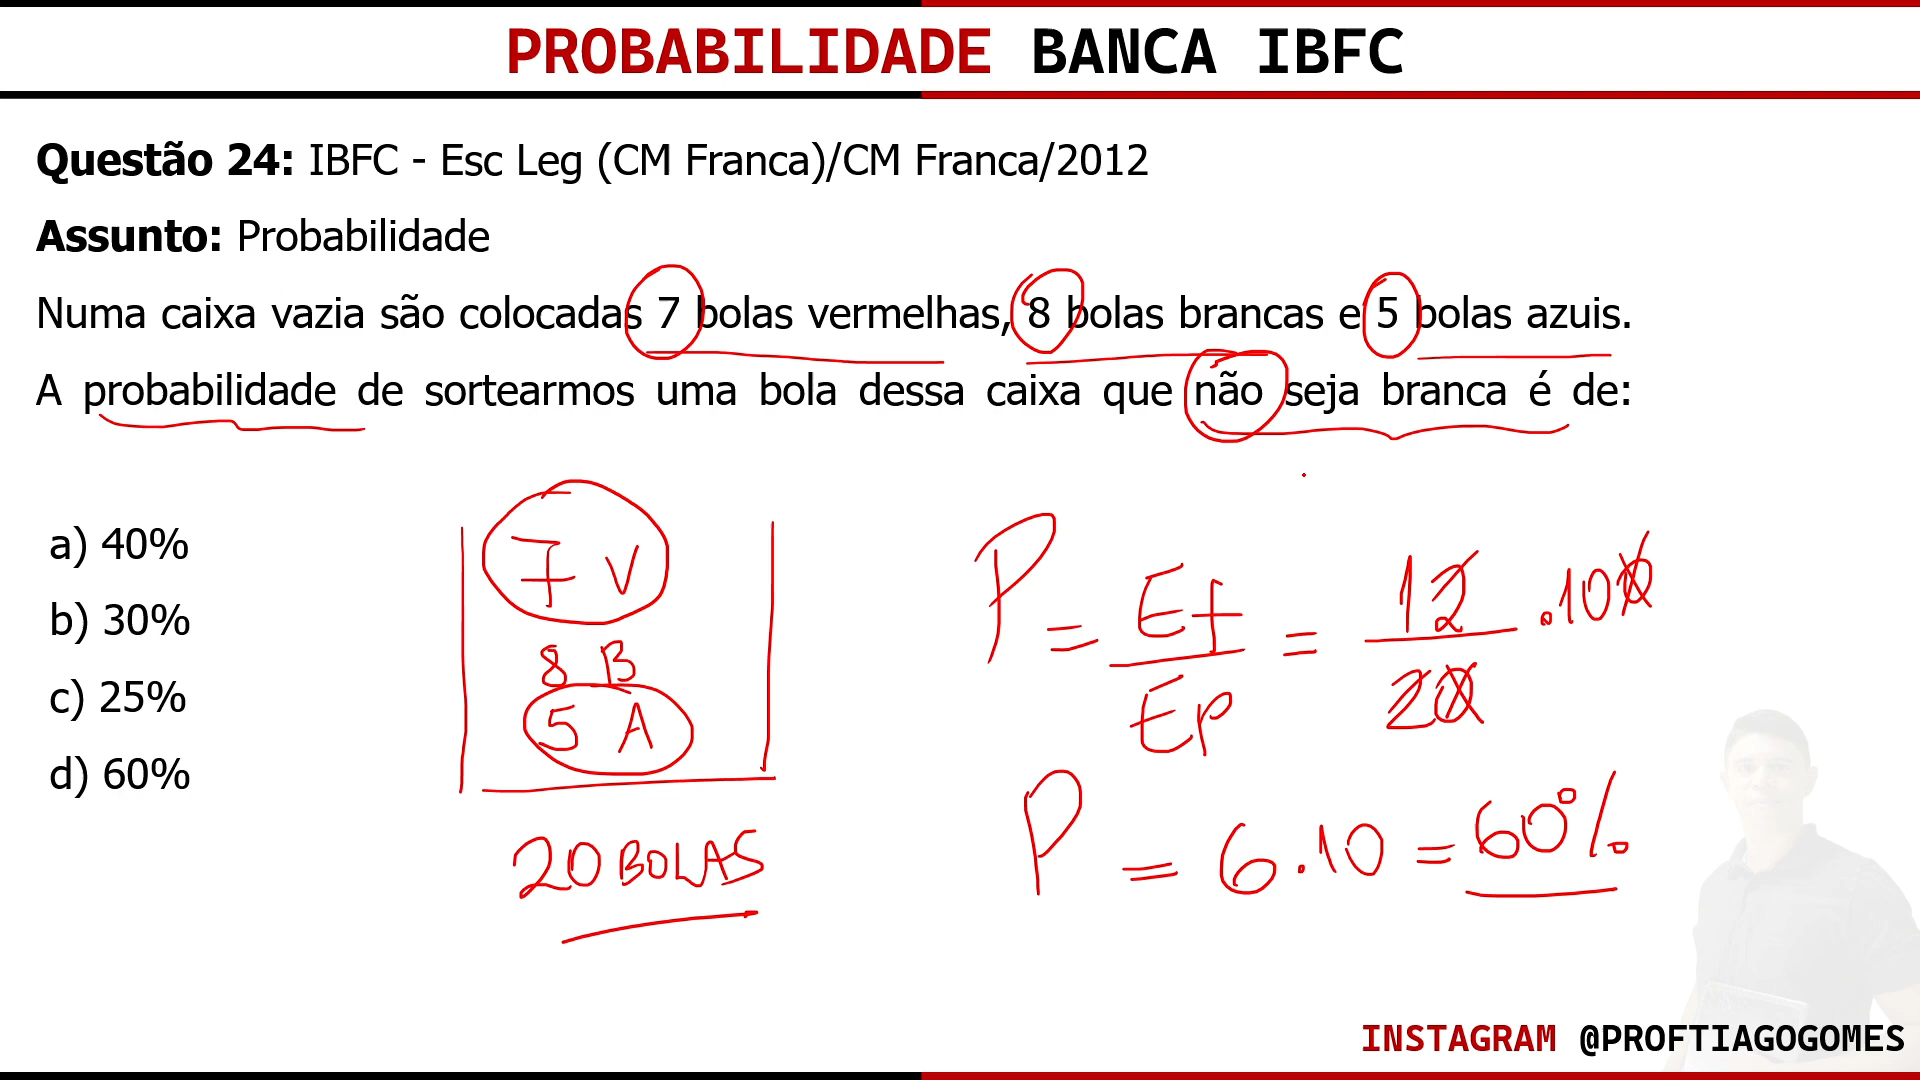 PROBABILIDADE BANCA IBFC
Questão 24: IBFC - Esc Leg (CM Franca)/CM Franca/2012
Assunto: Probabilidade
Numa caixa vazia são colocadas 7 bolas vermelhas, 8 bolas brancas e 5 bolas azuis.
A probabilidade de sortearmos uma bola dessa caixa que não seja branca é de:
a) 40%
b) 30%
c) 25%
d) 60%
7 V
8 B
5 A
20 BOLAS
P = Ef/Ep = 12/20 .100
P = 6.10 = 60%
INSTAGRAM @PROFTIAGOGOMES